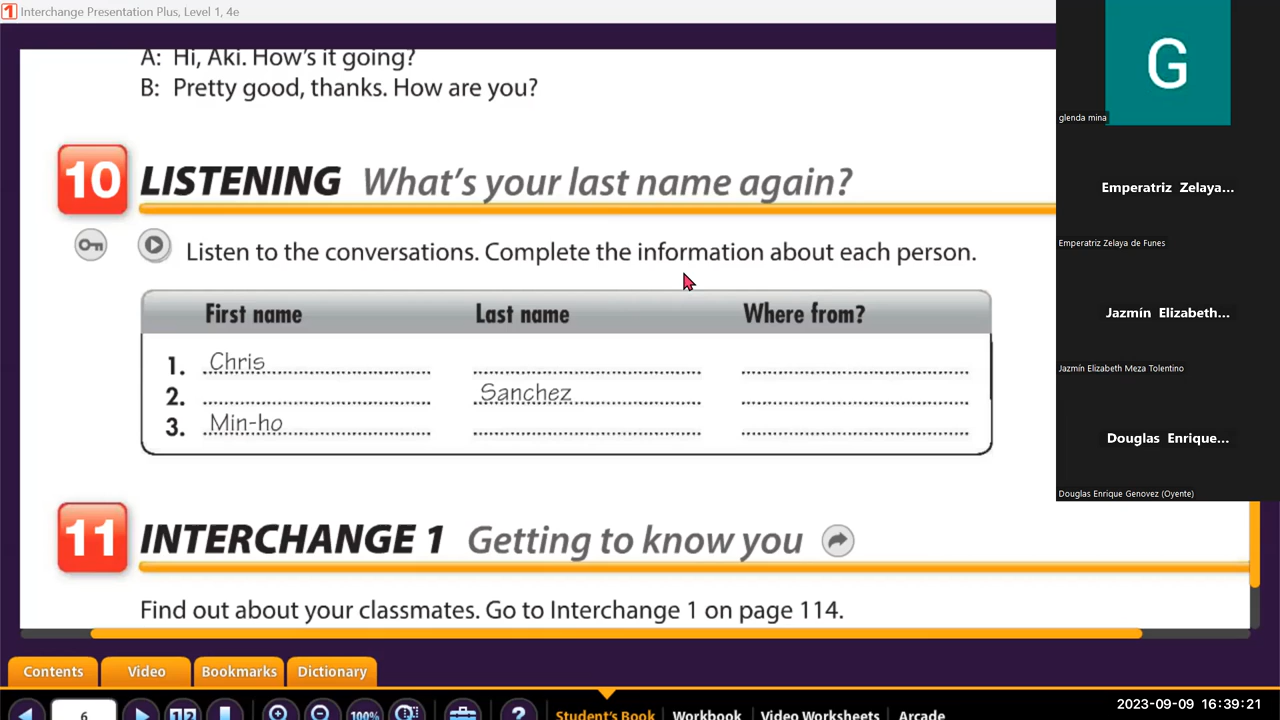 Interchange Presentation Plus, Level 1, 4e
A: Hi, Aki. How's it going?
B: Pretty good, thanks. How are you?
10 LISTENING What's your last name again?
Listen to the conversations. Complete the information about each person.
First name Last name Where from?
1. Chris
2. Sanchez
3. Min-ho
11 INTERCHANGE 1 Getting to know you
Find out about your classmates. Go to Interchange 1 on page 114.
G
glenda mina
Emperatriz Zelaya...
Emperatriz Zelaya de Funes
Jazmín Elizabeth...
Jazmín Elizabeth Meza Tolentino
Douglas Enrique...
Douglas Enrique Genovez (Oyente)
Contents Video Bookmarks Dictionary
6 1 2 100% ? Student's Book Workbook Video Worksheets Arcade
2023-09-09 16:39:21